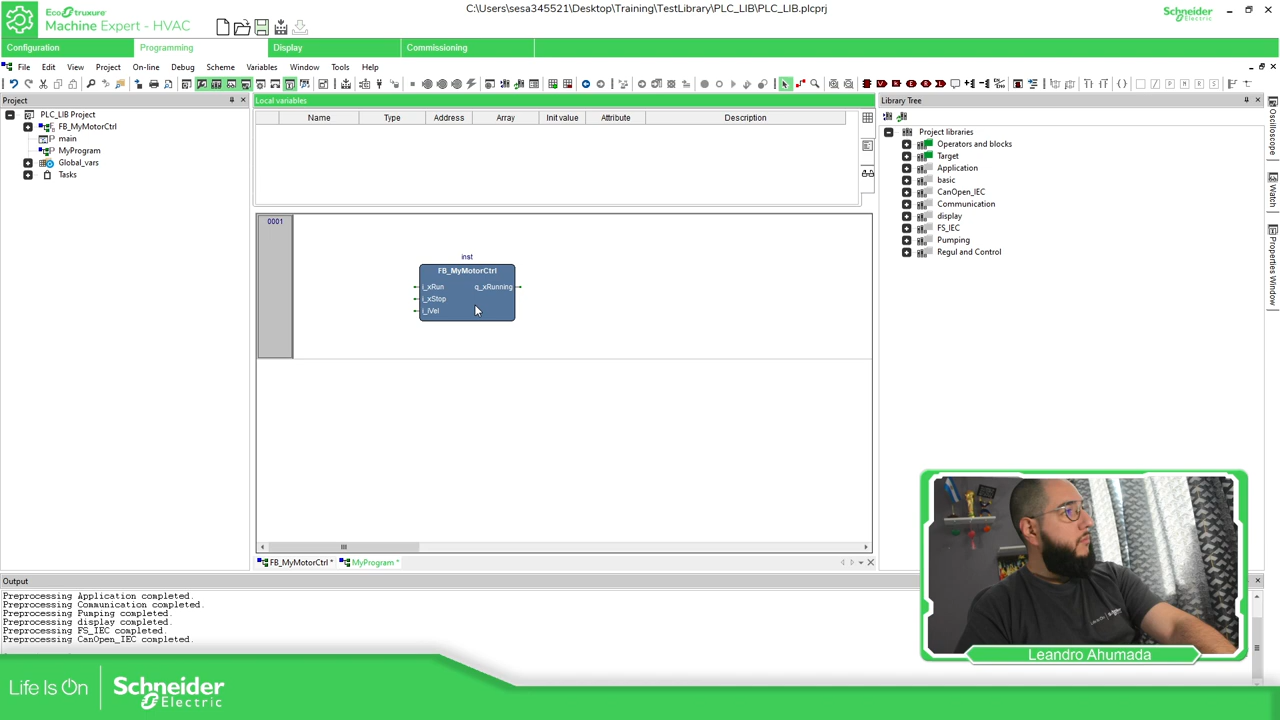 C:\Users\sesa345521\Desktop\Training\TestLibrary\PLC_LIB\PLC_LIB.plcprj
EcoStruxure
Machine Expert - HVAC
Schneider Electric
Configuration Programming Display Commissioning
File Edit View Project On-line Debug Scheme Variables Window Tools Help
Project
PLC_LIB Project
FB_MyMotorCtrl
main
MyProgram
Global_vars
Tasks
Local variables
Name Type Address Array Init value Attribute Description
0001
inst
FB_MyMotorCtrl
i_xRun q_xRunning
i_xStop
i_iVel
FB_MyMotorCtrl * MyProgram *
Library Tree
Project libraries
Operators and blocks
Target
Application
basic
CanOpen_IEC
Communication
display
FS_IEC
Pumping
Regul and Control
Oscilloscope
Watch
Properties Window
Output
Preprocessing Application completed.
Preprocessing Communication completed.
Preprocessing Pumping completed.
Preprocessing display completed.
Preprocessing FS_IEC completed.
Preprocessing CanOpen_IEC completed.
Leandro Ahumada
Life Is On
Schneider
Electric